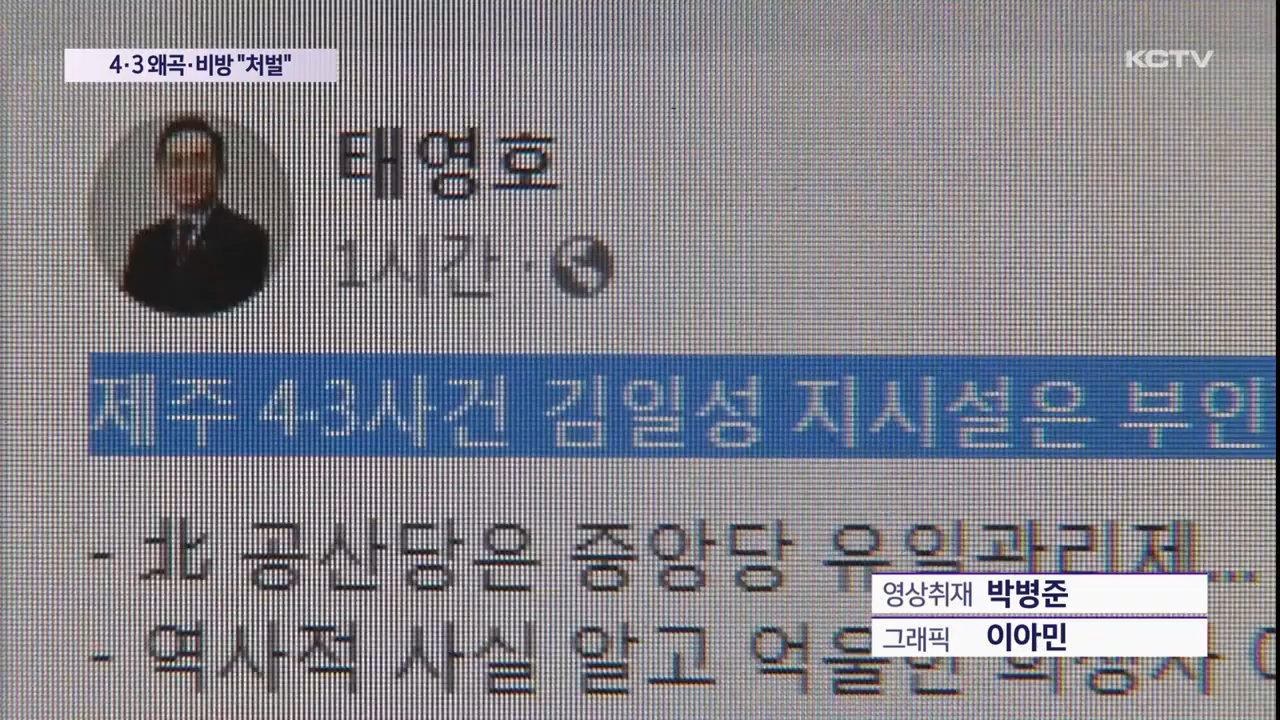 4·3 왜곡·비방 "처벌"
KCTV
태영호
1시간 ·
제주 4.3사건 김일성 지시설은 부인
- 北 공산당은 중앙당 유일관리제...
- 역사적 사실 알고 억울한 희생자
영상취재 박병준
그래픽 이아민